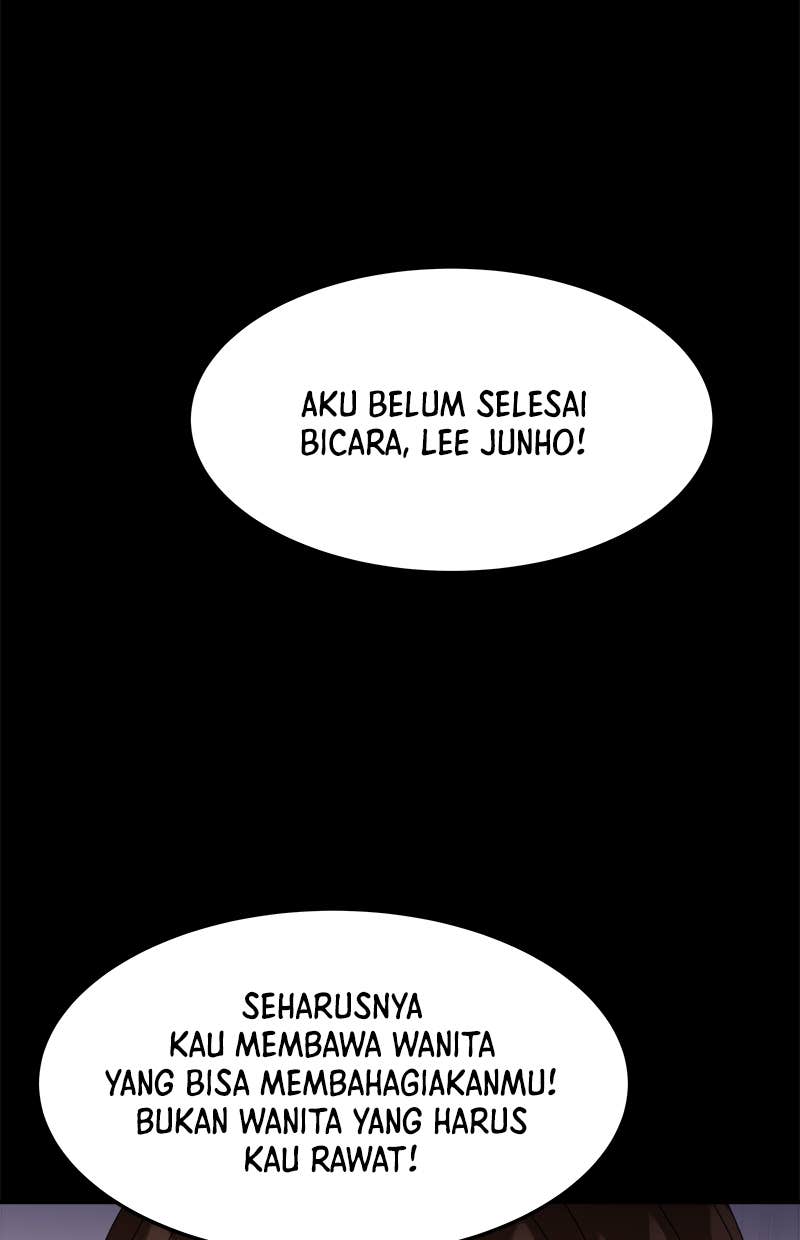 AKU BELUM SELESAI
BICARA, LEE JUNHO!
SEHARUSNYA
KAU MEMBAWA WANITA
YANG BISA MEMBAHAGIAKANMU!
BUKAN WANITA YANG HARUS
KAU RAWAT!